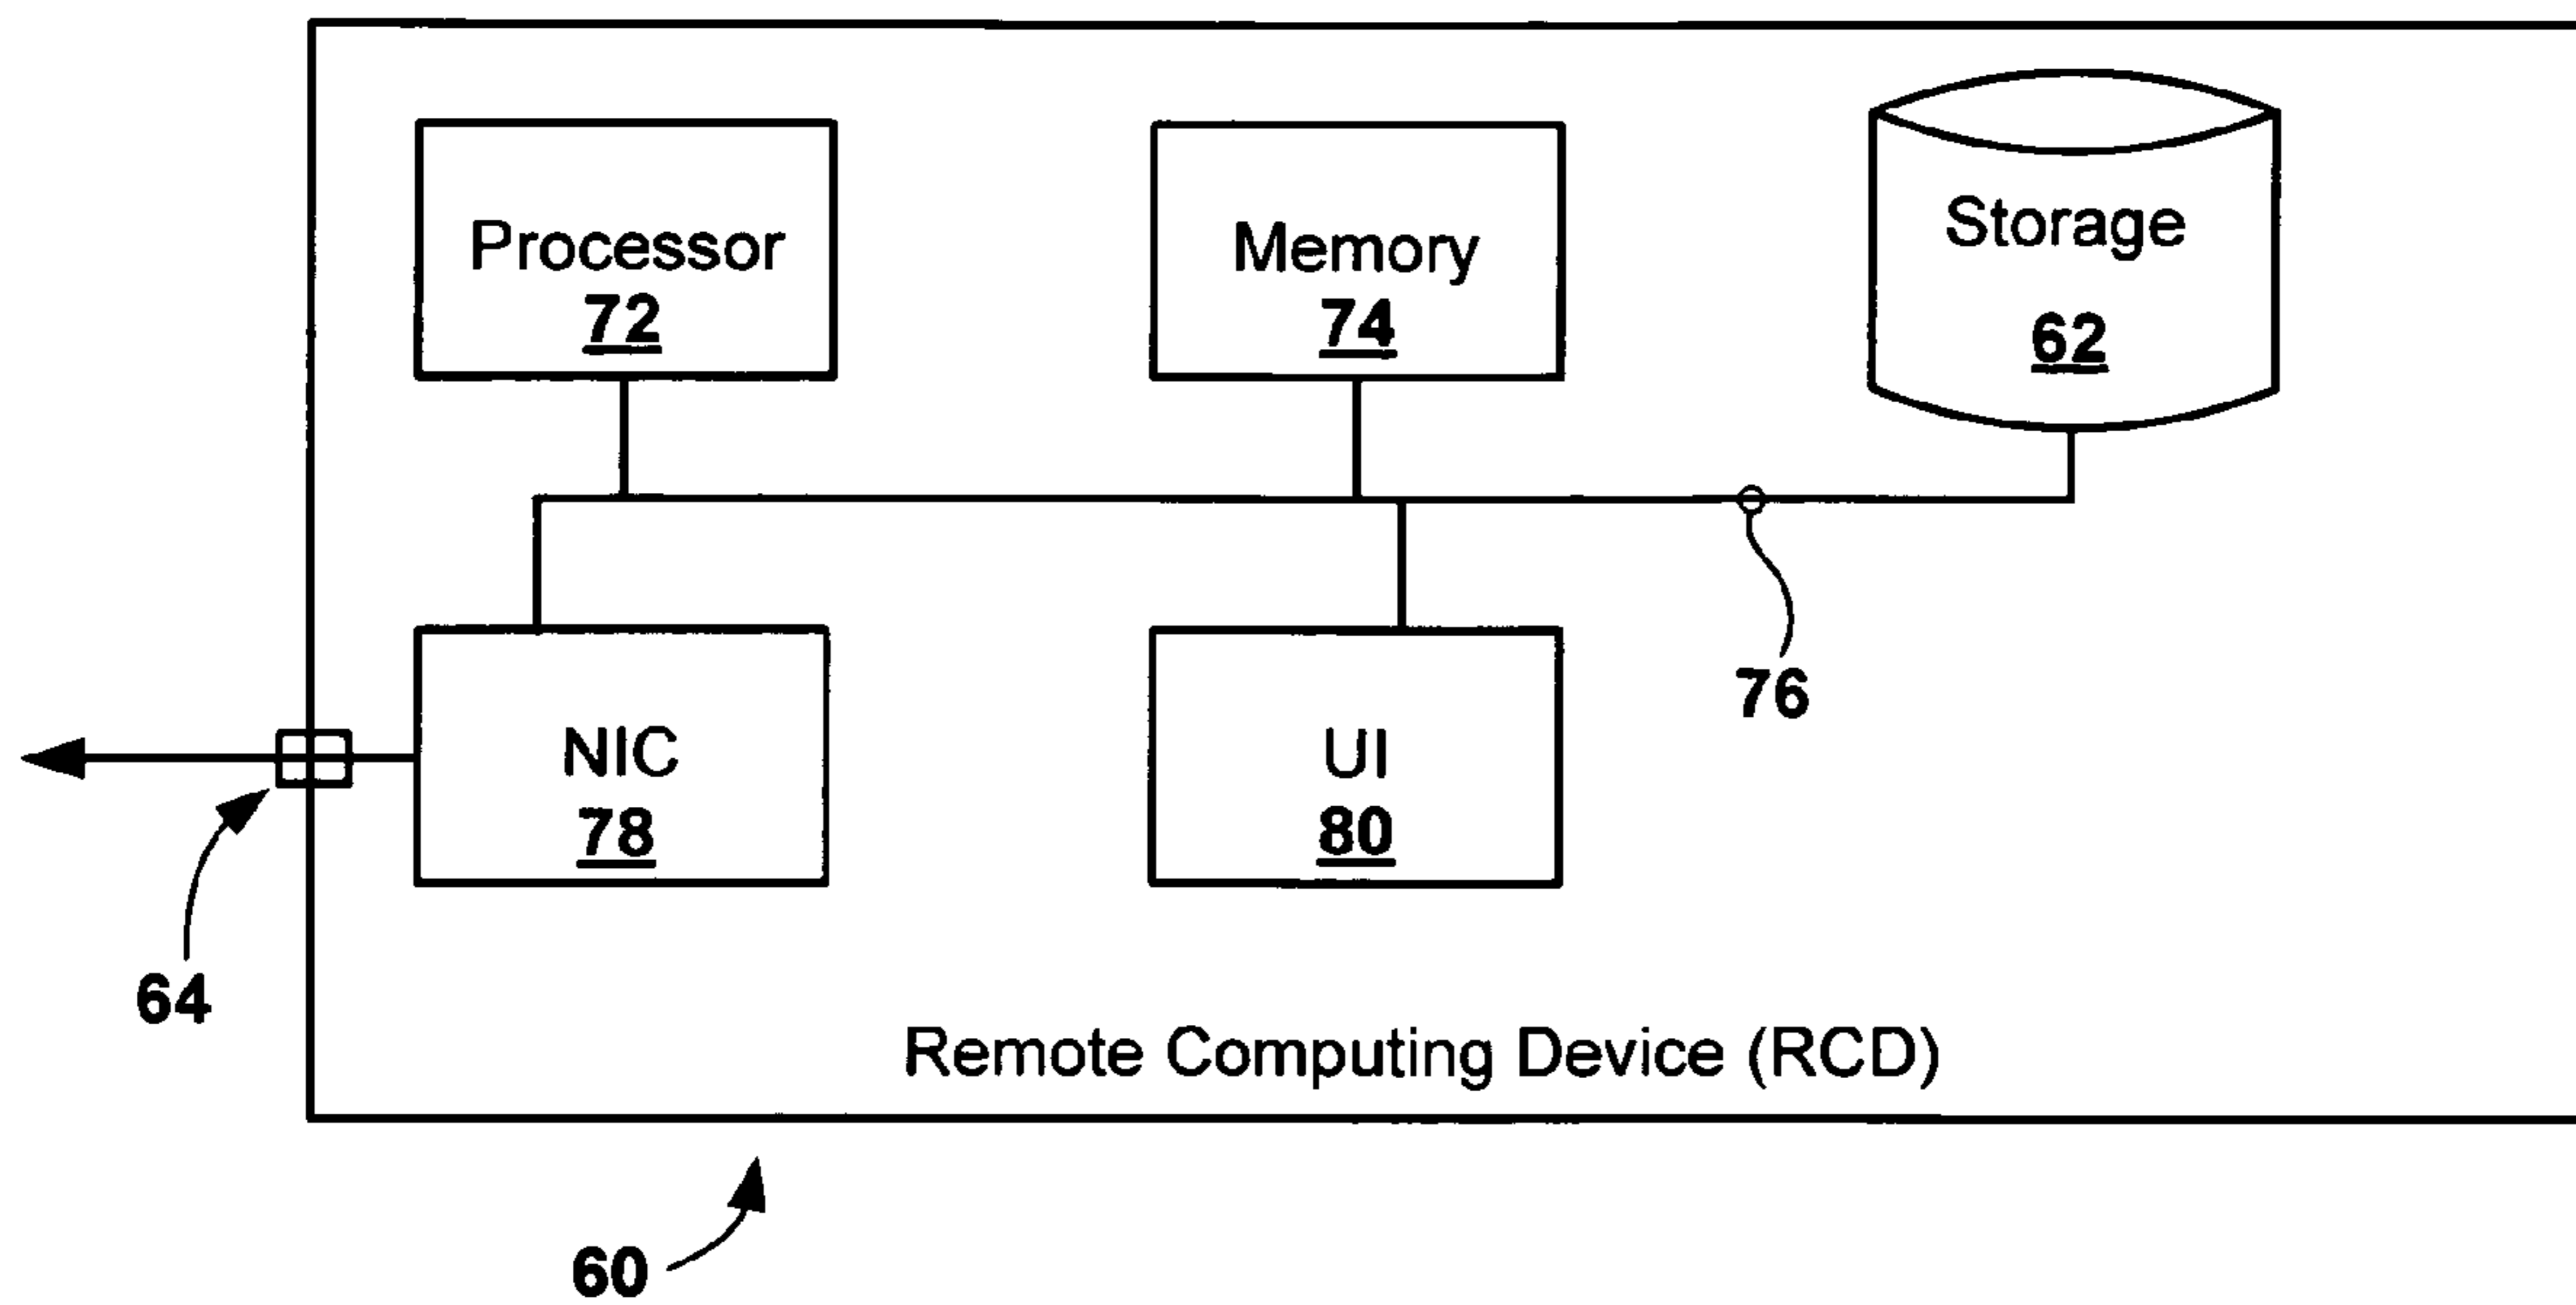 Processor
72
Memory
74
Storage
62
76
NIC
78
UI
80
64
Remote Computing Device (RCD)
60